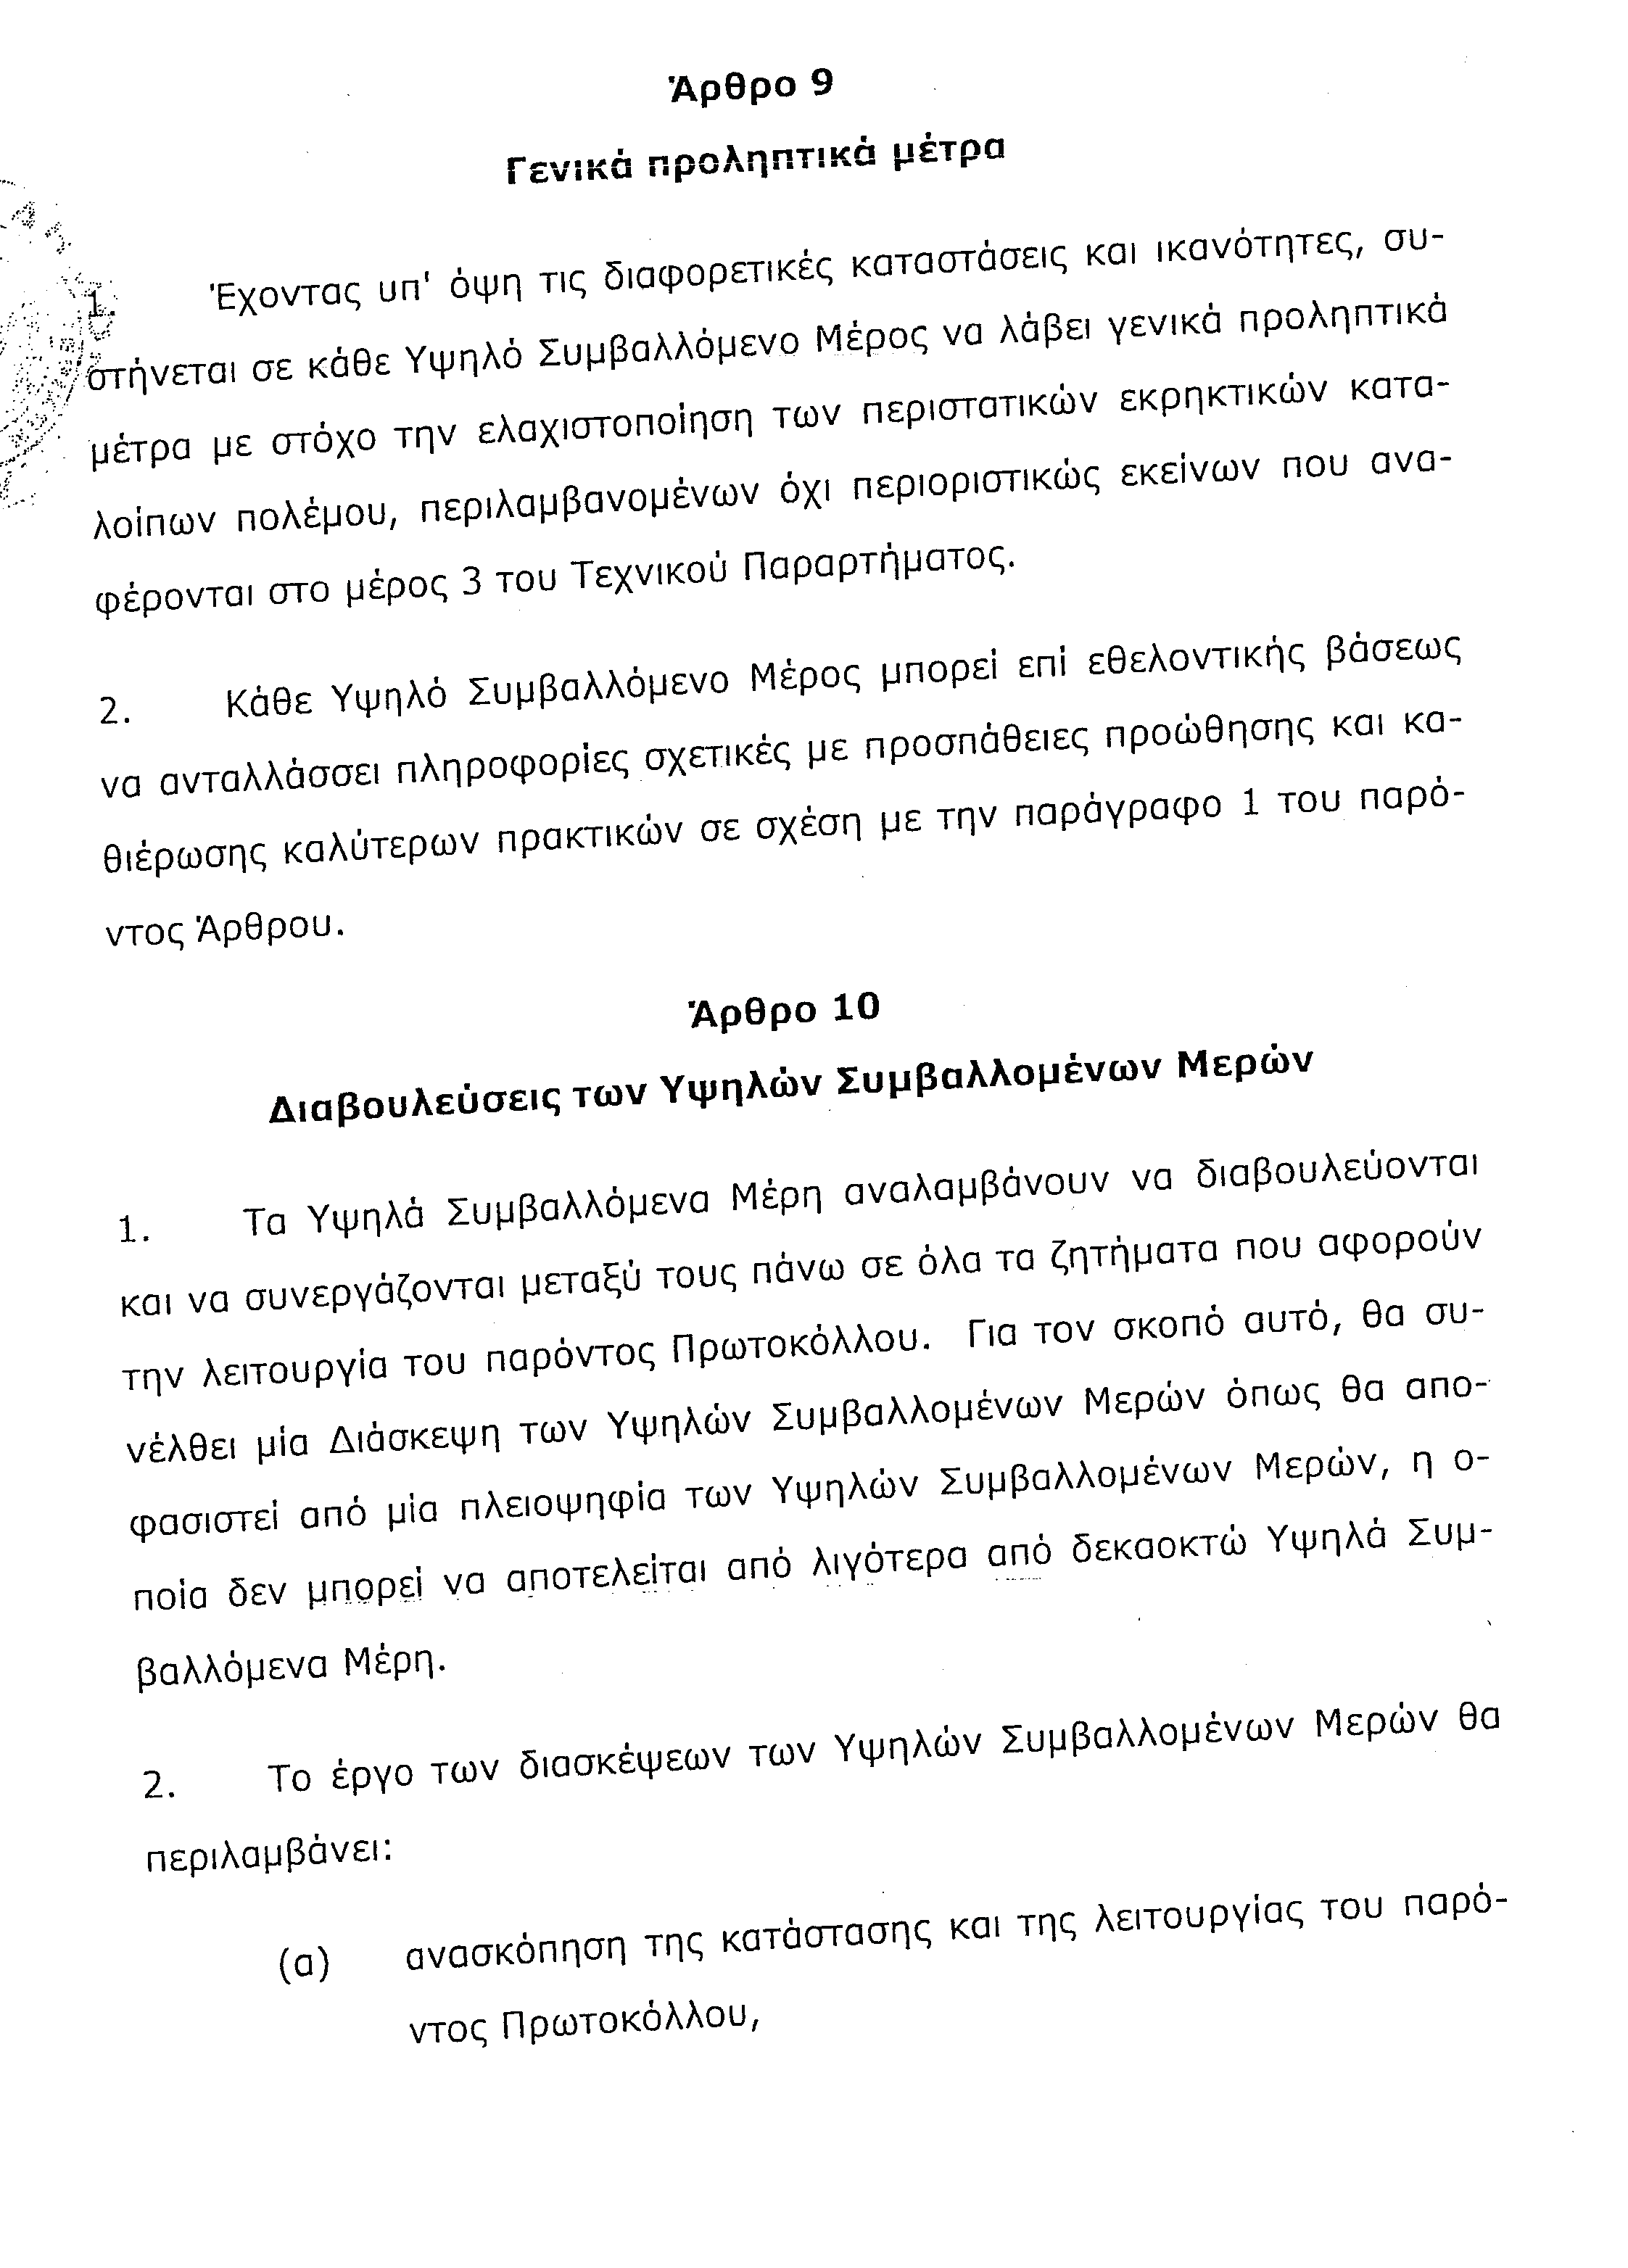 Άρθρο 9
Γενικά προληπτικά μέτρα
1. Έχοντας υπ' όψη τις διαφορετικές καταστάσεις και ικανότητες, συ-
στήνεται σε κάθε Υψηλό Συμβαλλόμενο Μέρος να λάβει γενικά προληπτικά
μέτρα με στόχο την ελαχιστοποίηση των περιστατικών εκρηκτικών κατα-
λοίπων πολέμου, περιλαμβανομένων όχι περιοριστικώς εκείνων που ανα-
φέρονται στο μέρος 3 του Τεχνικού Παραρτήματος.
2. Κάθε Υψηλό Συμβαλλόμενο Μέρος μπορεί επί εθελοντικής βάσεως
να ανταλλάσσει πληροφορίες σχετικές με προσπάθειες προώθησης και κα-
θιέρωσης καλύτερων πρακτικών σε σχέση με την παράγραφο 1 του παρό-
ντος Άρθρου.
Άρθρο 10
Διαβουλεύσεις των Υψηλών Συμβαλλομένων Μερών
1. Τα Υψηλά Συμβαλλόμενα Μέρη αναλαμβάνουν να διαβουλεύονται
και να συνεργάζονται μεταξύ τους πάνω σε όλα τα ζητήματα που αφορούν
την λειτουργία του παρόντος Πρωτοκόλλου. Για τον σκοπό αυτό, θα συ-
νέλθει μία Διάσκεψη των Υψηλών Συμβαλλομένων Μερών όπως θα απο-
φασιστεί από μία πλειοψηφία των Υψηλών Συμβαλλομένων Μερών, η ο-
ποία δεν μπορεί να αποτελείται από λιγότερα από δεκαοκτώ Υψηλά Συμ-
βαλλόμενα Μέρη.
2. Το έργο των διασκέψεων των Υψηλών Συμβαλλομένων Μερών θα
περιλαμβάνει:
(α) ανασκόπηση της κατάστασης και της λειτουργίας του παρό-
ντος Πρωτοκόλλου,